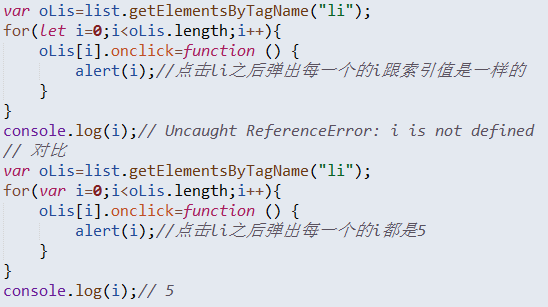 var oLis=list.getElementsByTagName("li");
for(let i=0;i<oLis.length;i++){
    oLis[i].onclick=function () {
        alert(i);//点击li之后弹出每一个的i跟索引值是一样的
    }
}
console.log(i);// Uncaught ReferenceError: i is not defined
// 对比
var oLis=list.getElementsByTagName("li");
for(var i=0;i<oLis.length;i++){
    oLis[i].onclick=function () {
        alert(i);//点击li之后弹出每一个的i都是5
    }
}
console.log(i);// 5